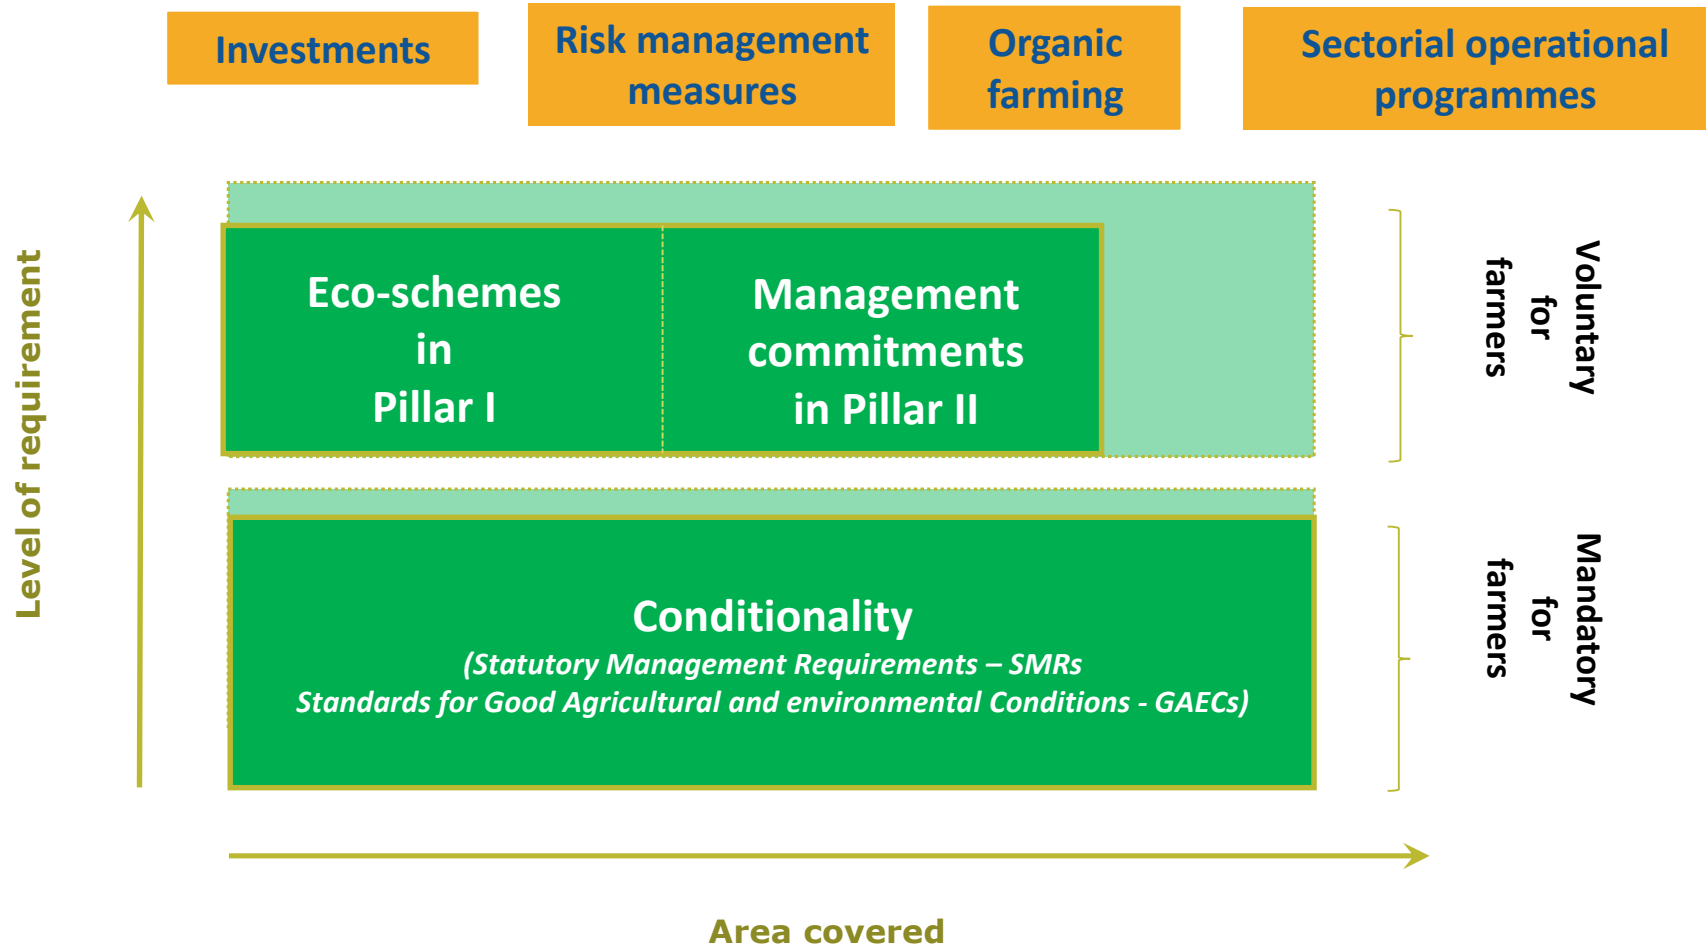 Investments
Risk management
measures
Organic
farming
Sectorial operational
programmes
Level of requirement
Eco-schemes
in
Pillar I
Management
commitments
in Pillar II
Voluntary
for
farmers
Conditionality
(Statutory Management Requirements – SMRs
Standards for Good Agricultural and environmental Conditions - GAECs)
Mandatory
for
farmers
Area covered